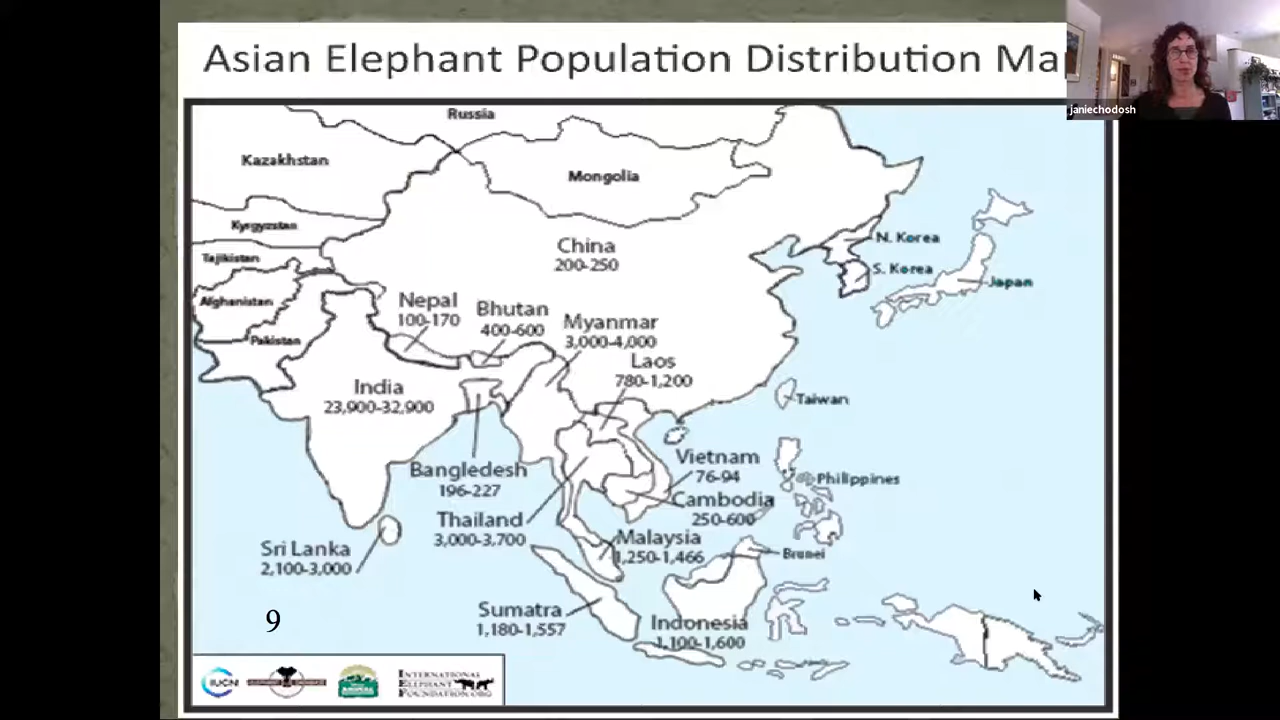 Asian Elephant Population Distribution Ma
janiechodosh
Russia
Kazakhstan
Mongolia
Kyrgyzstan
China
200-250
N. Korea
Tajikistan
S. Korea
Japan
Afghanistan
Nepal
100-170
Bhutan
400-600
Myanmar
3,000-4,000
Pakistan
Laos
780-1,200
India
23,900-32,900
Taiwan
Vietnam
76-94
Bangledesh
196-227
Philippines
Cambodia
250-600
Thailand
3,000-3,700
Malaysia
1,250-1,466
Brunei
Sri Lanka
2,100-3,000
Sumatra
1,180-1,557
Indonesia
1,100-1,600
9
IUCN
INTERNATIONAL
ELEPHANT
FOUNDATION.ORG